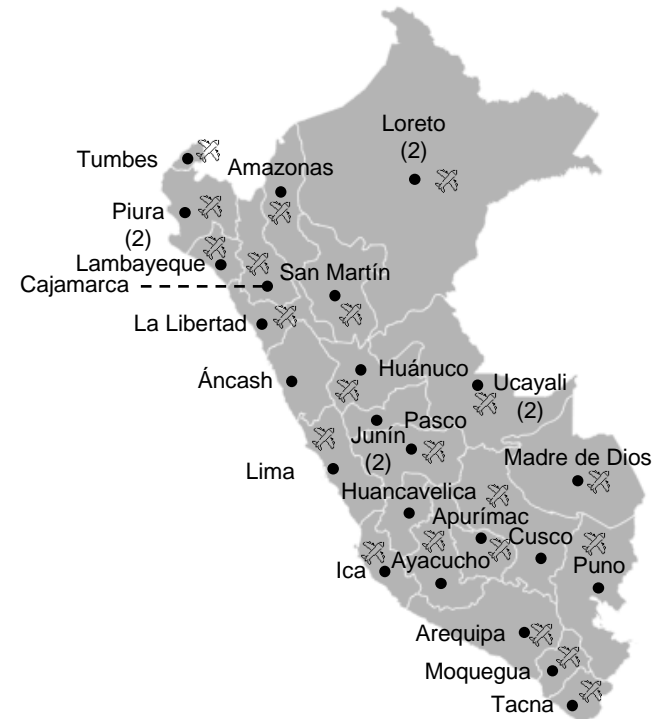 Loreto
(2)
Tumbes
Amazonas
Piura
(2)
Lambayeque
San Martín
Cajamarca
La Libertad
Huánuco
Áncash
Ucayali
(2)
Pasco
Junín
(2)
Madre de Dios
Lima
Huancavelica
Apurímac
Cusco
Ayacucho
Ica
Puno
Arequipa
Moquegua
Tacna